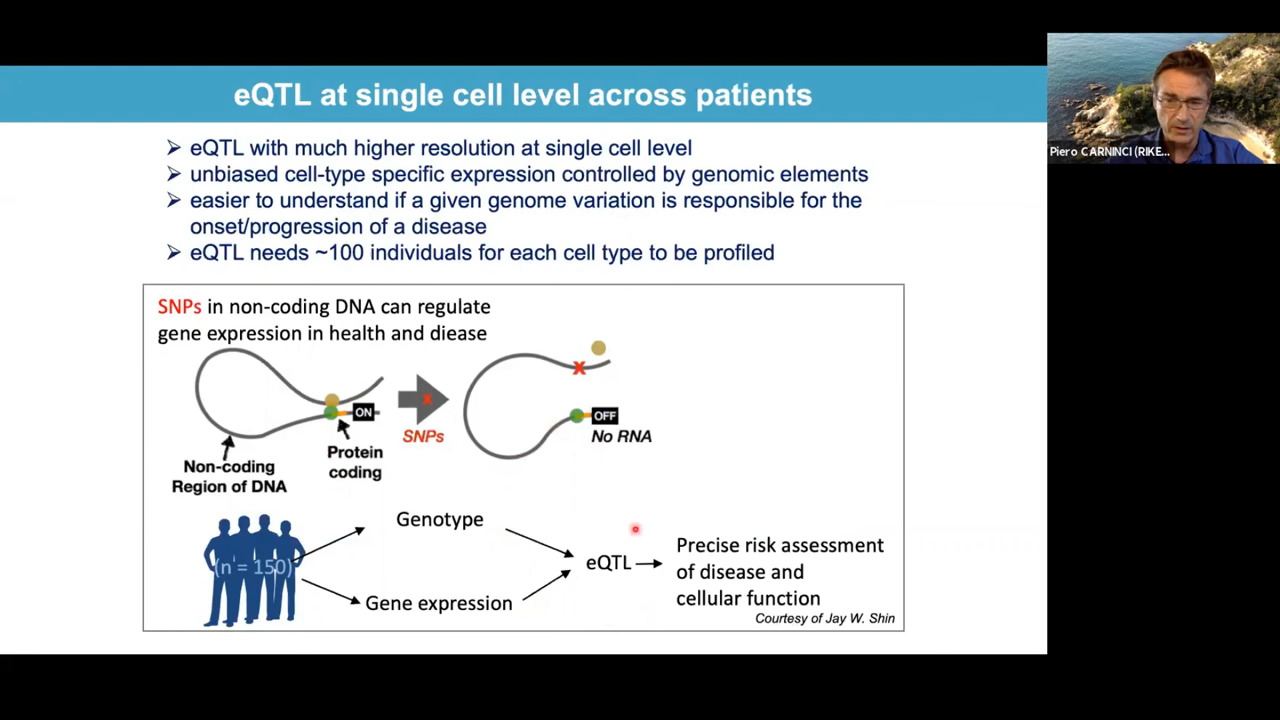 eQTL at single cell level across patients
Piero CARNINCI (RIKE...
➢ eQTL with much higher resolution at single cell level
➢ unbiased cell-type specific expression controlled by genomic elements
➢ easier to understand if a given genome variation is responsible for the
onset/progression of a disease
➢ eQTL needs ~100 individuals for each cell type to be profiled
SNPs in non-coding DNA can regulate
gene expression in health and diease
ON
SNPs
Protein
coding
Non-coding
Region of DNA
OFF
No RNA
(n = 150)
Genotype
Gene expression
eQTL
Precise risk assessment
of disease and
cellular function
Courtesy of Jay W. Shin